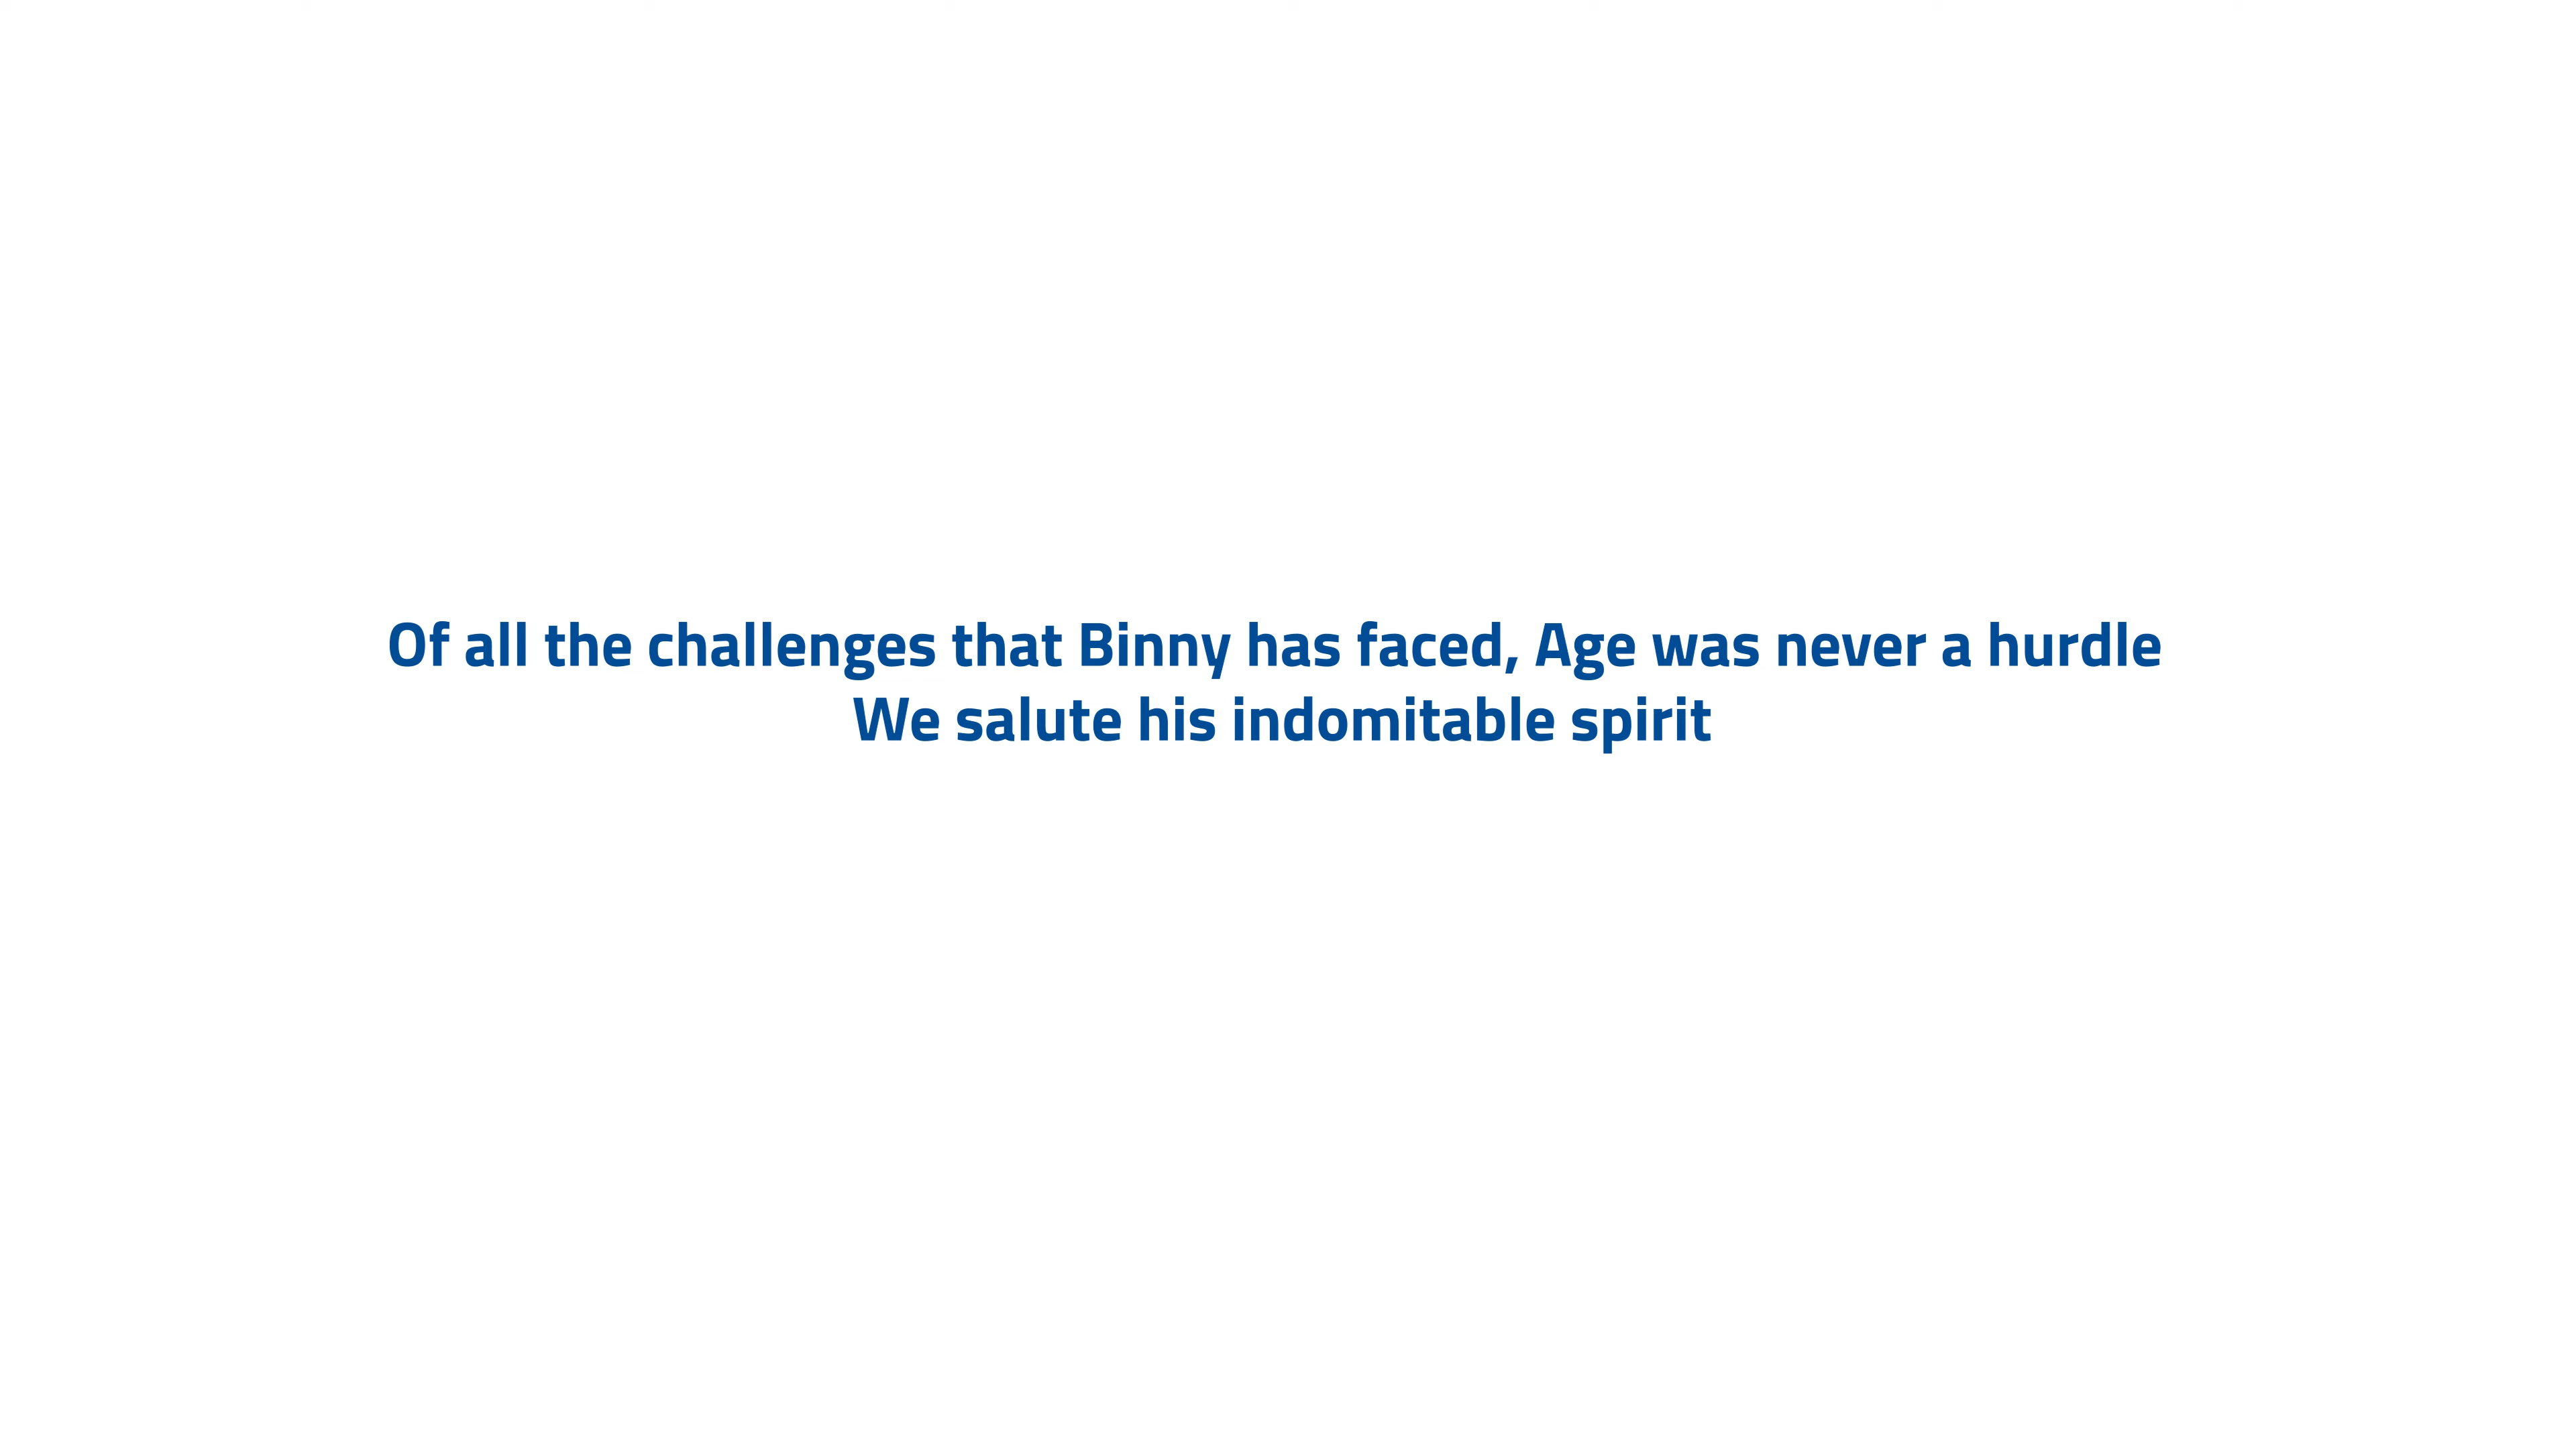 Of all the challenges that Binny has faced, Age was never a hurdle
We salute his indomitable spirit